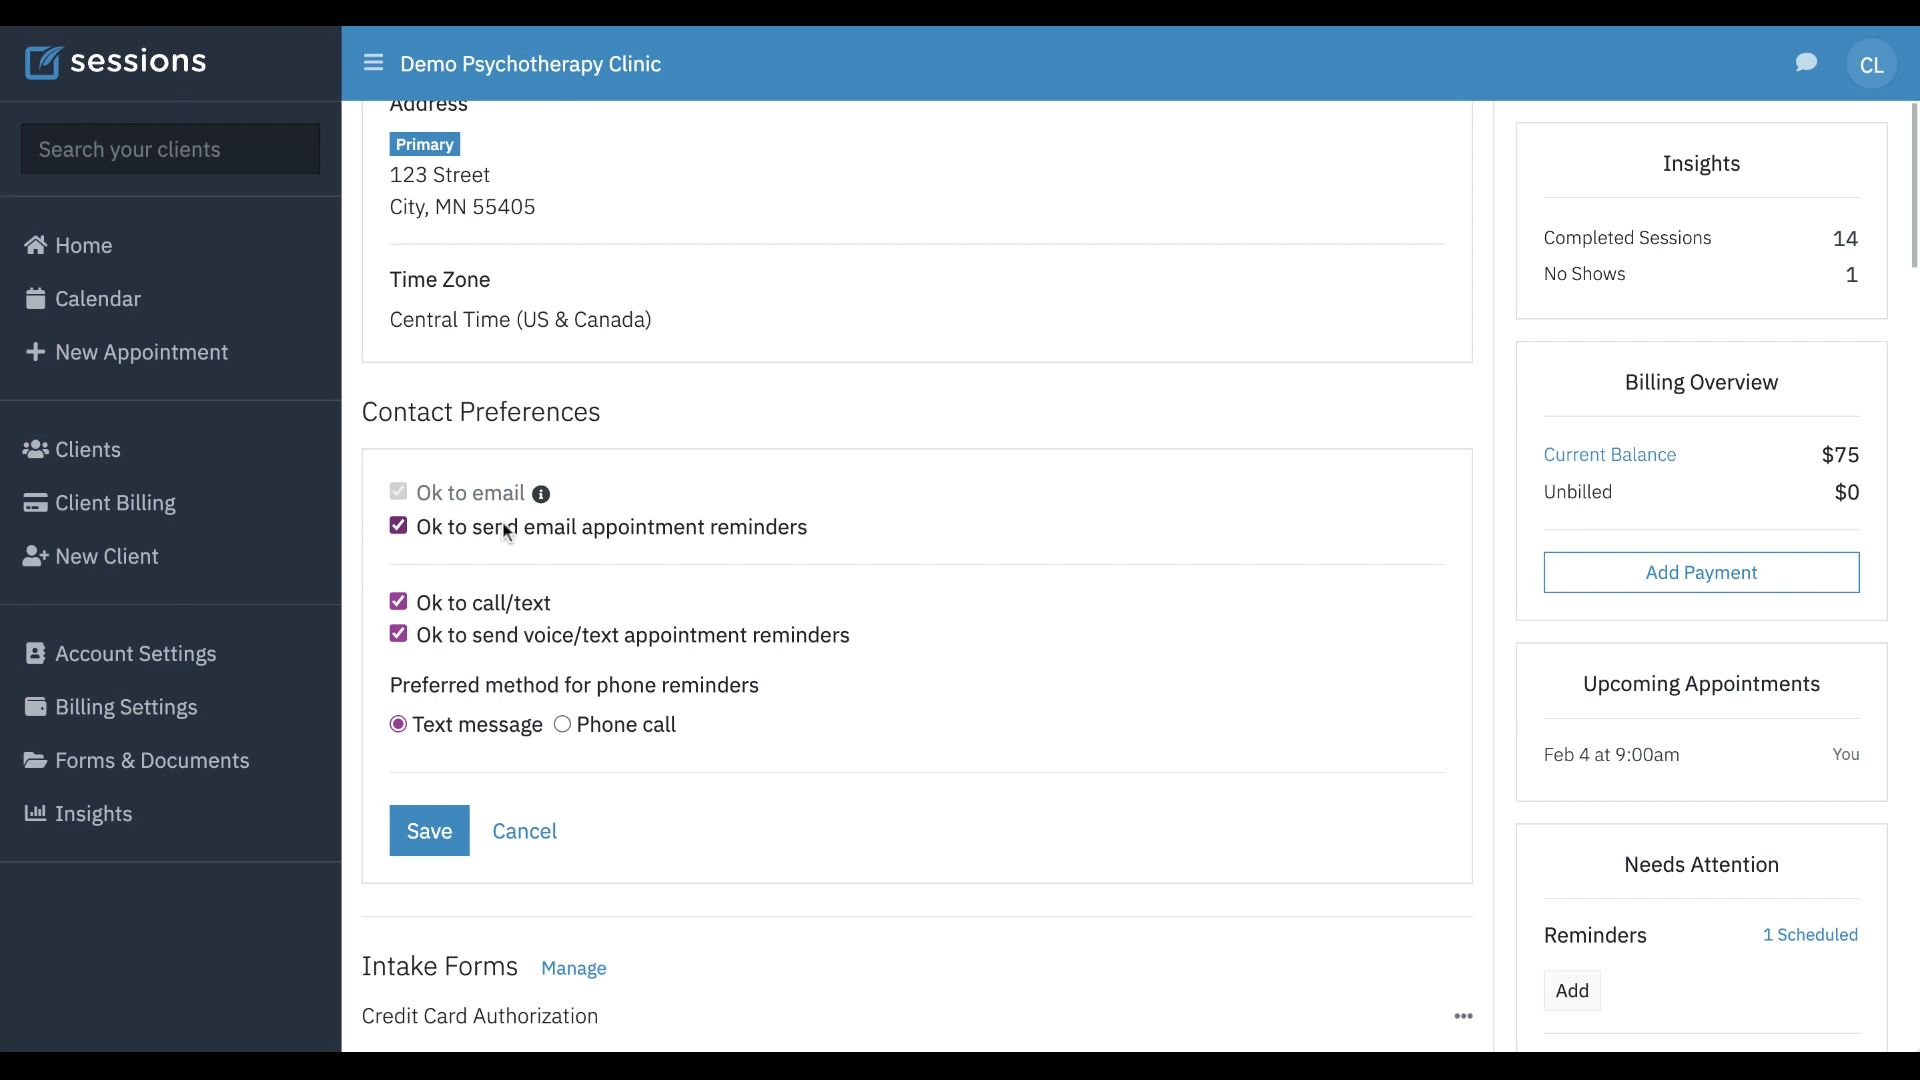 sessions
Demo Psychotherapy Clinic
CL
Search your clients
Home
Calendar
New Appointment
Clients
Client Billing
New Client
Account Settings
Billing Settings
Forms & Documents
Insights
Address
Primary
123 Street
City, MN 55405
Time Zone
Central Time (US & Canada)
Contact Preferences
Ok to email
Ok to send email appointment reminders
Ok to call/text
Ok to send voice/text appointment reminders
Preferred method for phone reminders
Text message Phone call
Save Cancel
Intake Forms Manage
Credit Card Authorization
Insights
Completed Sessions 14
No Shows 1
Billing Overview
Current Balance $75
Unbilled $0
Add Payment
Upcoming Appointments
Feb 4 at 9:00am You
Needs Attention
Reminders 1 Scheduled
Add